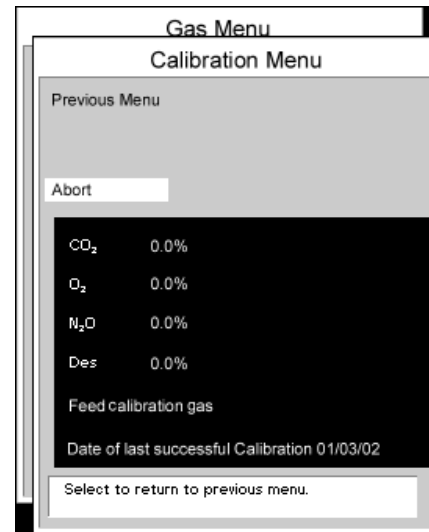 Gas Menu
Calibration Menu
Previous Menu
Abort
CO₂ 0.0%
O₂ 0.0%
N₂O 0.0%
Des 0.0%
Feed calibration gas
Date of last successful Calibration 01/03/02
Select to return to previous menu.